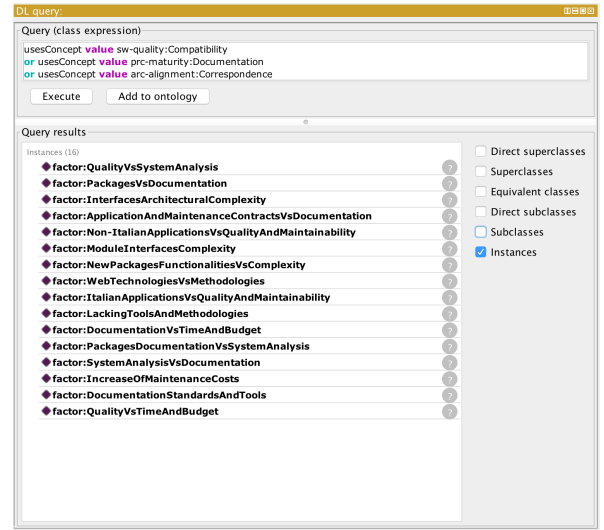 DL query:
Query (class expression)
usesConcept value sw-quality:Compatibility
or usesConcept value prc-maturity:Documentation
or usesConcept value arc-alignment:Correspondence
Execute
Add to ontology
Query results
Instances (16)
factor:QualityVsSystemAnalysis ?
factor:PackagesVsDocumentation ?
factor:InterfacesArchitecturalComplexity ?
factor:ApplicationAndMaintenanceContractsVsDocumentation ?
factor:Non-ItalianApplicationsVsQualityAndMaintainability ?
factor:ModuleInterfacesComplexity ?
factor:NewPackagesFunctionalitiesVsComplexity ?
factor:WebTechnologiesVsMethodologies ?
factor:ItalianApplicationsVsQualityAndMaintainability ?
factor:LackingToolsAndMethodologies ?
factor:DocumentationVsTimeAndBudget ?
factor:PackagesDocumentationVsSystemAnalysis ?
factor:SystemAnalysisVsDocumentation ?
factor:IncreaseOfMaintenanceCosts ?
factor:DocumentationStandardsAndTools ?
factor:QualityVsTimeAndBudget ?
Direct superclasses
Superclasses
Equivalent classes
Direct subclasses
Subclasses
Instances